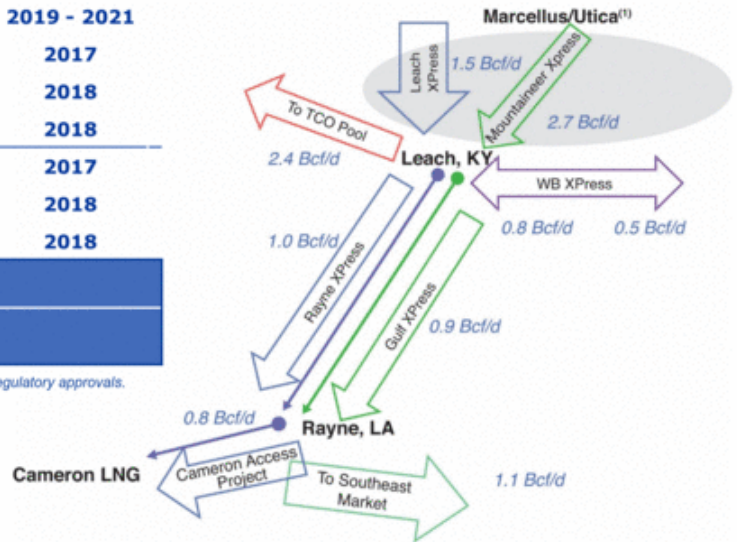 2019 - 2021
2017
2018
2018
2017
2018
2018
egulatory approvals.
Marcellus/Utica(1)
Leach
XPress
1.5 Bcf/d
Mountaineer Xpress
2.7 Bcf/d
To TCO Pool
2.4 Bcf/d
Leach, KY
WB XPress
0.8 Bcf/d
0.5 Bcf/d
1.0 Bcf/d
Rayne XPress
Gulf XPress
0.9 Bcf/d
0.8 Bcf/d
Rayne, LA
Cameron LNG
Cameron Access
Project
To Southeast
Market
1.1 Bcf/d